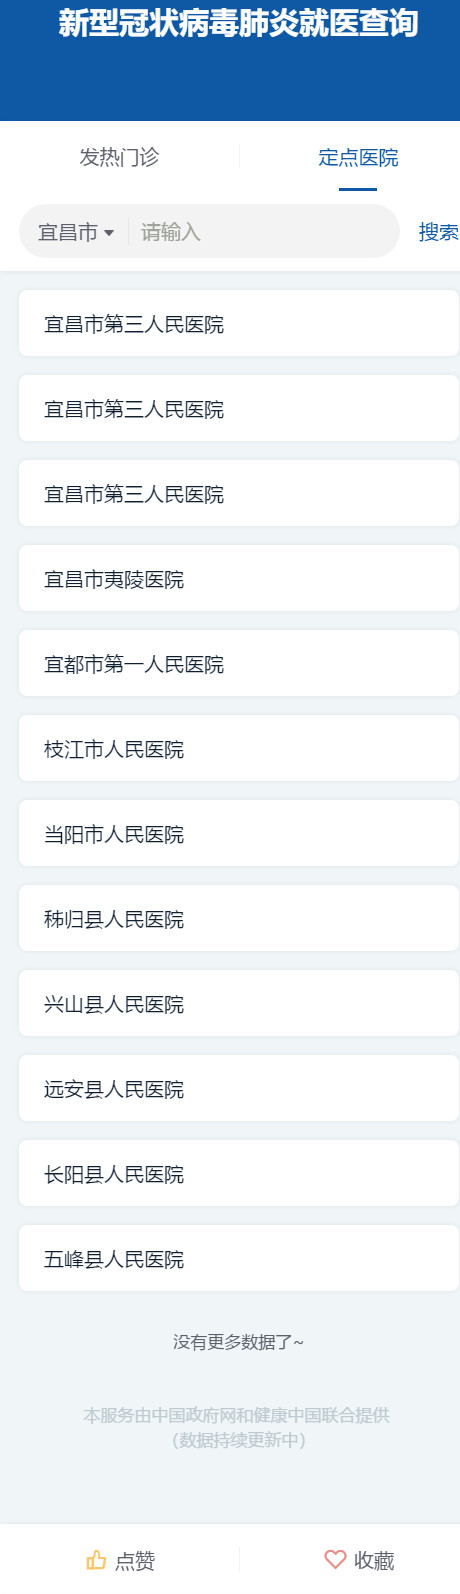 新型冠状病毒肺炎就医查询
发热门诊 定点医院
宜昌市 请输入 搜索
宜昌市第三人民医院
宜昌市第三人民医院
宜昌市第三人民医院
宜昌市夷陵医院
宜都市第一人民医院
枝江市人民医院
当阳市人民医院
秭归县人民医院
兴山县人民医院
远安县人民医院
长阳县人民医院
五峰县人民医院
没有更多数据了~
本服务由中国政府网和健康中国联合提供
（数据持续更新中）
点赞 收藏